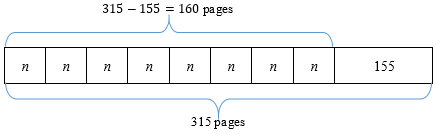 315 − 155 = 160 pages
n n n n n n n n 155
315 pages